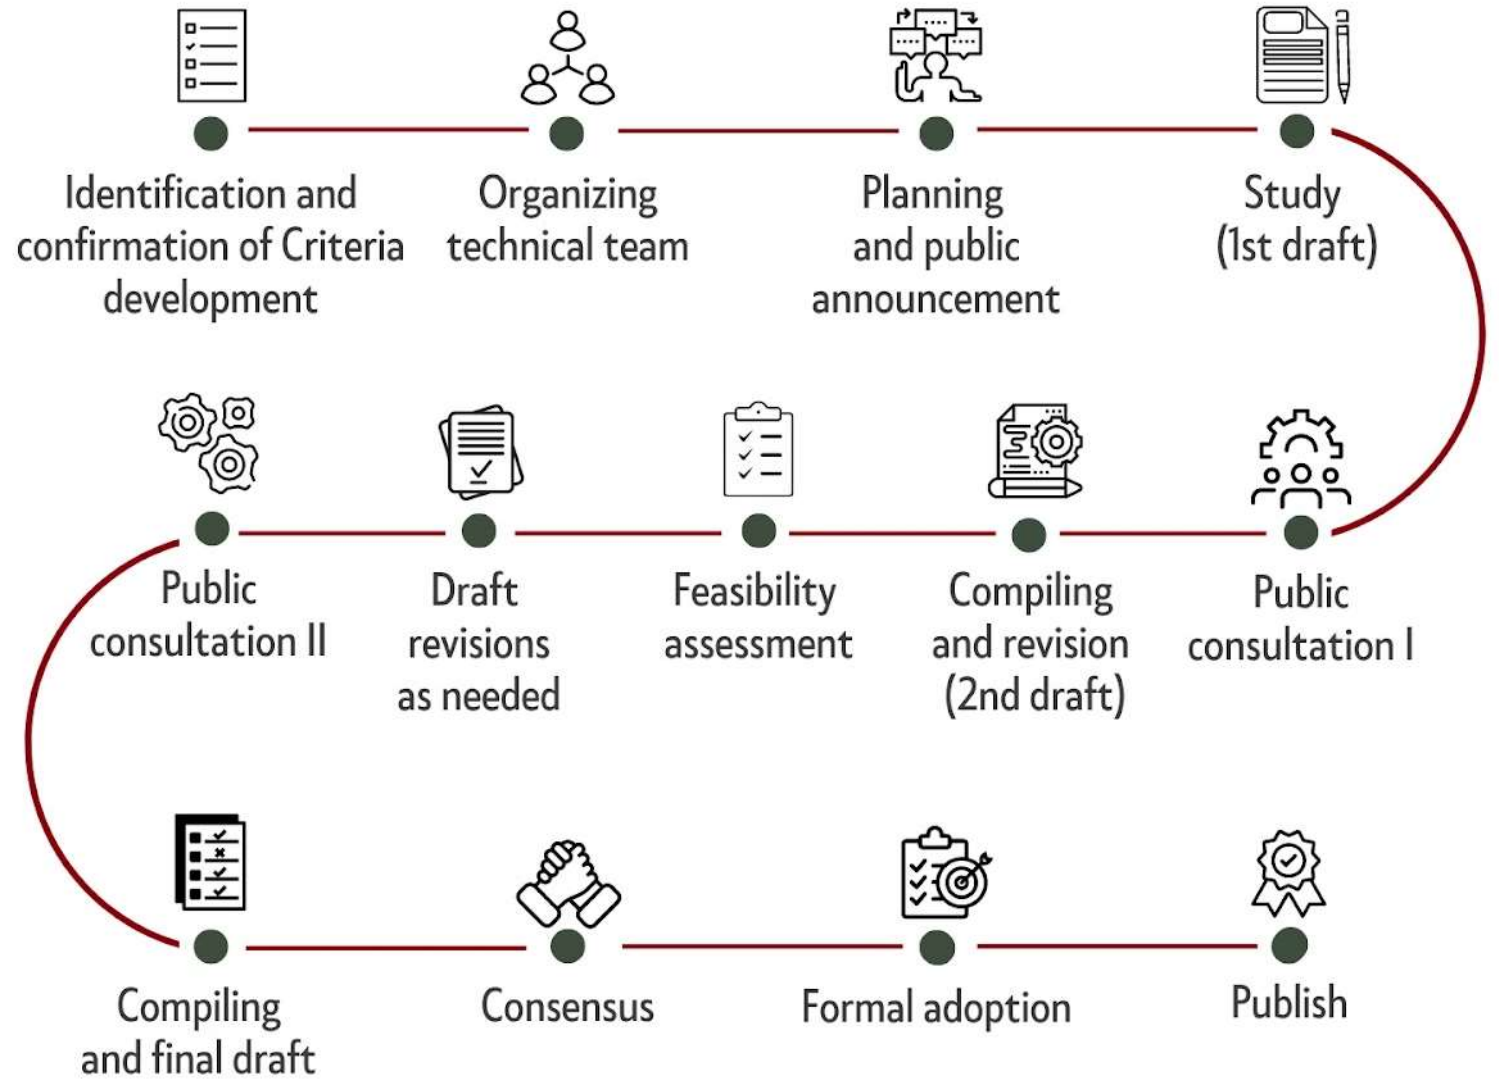 Identification and
confirmation of Criteria
development
Organizing
technical team
Planning
and public
announcement
Study
(1st draft)
Public
consultation II
Draft
revisions
as needed
Feasibility
assessment
Compiling
and revision
(2nd draft)
Public
consultation I
Compiling
and final draft
Consensus
Formal adoption
Publish